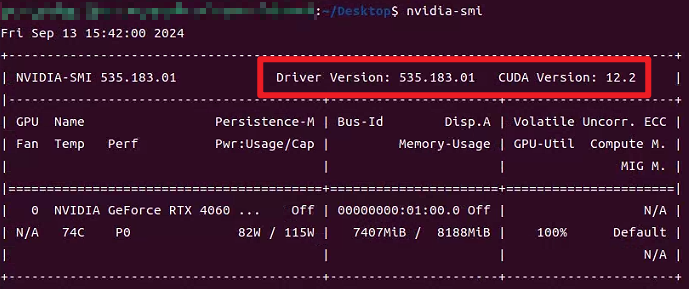 :~/Desktop$ nvidia-smi
Fri Sep 13 15:42:00 2024
+-----------------------------------------------------------------------------+
| NVIDIA-SMI 535.183.01 Driver Version: 535.183.01 CUDA Version: 12.2 |
|-----------------------------------------+----------------------+----------------------+
| GPU Name Persistence-M | Bus-Id Disp.A | Volatile Uncorr. ECC |
| Fan Temp Perf Pwr:Usage/Cap | Memory-Usage | GPU-Util Compute M. |
| | | MIG M. |
|=========================================+======================+======================|
| 0 NVIDIA GeForce RTX 4060 ... Off | 00000000:01:00.0 Off | N/A |
| N/A 74C P0 82W / 115W | 7407MiB / 8188MiB | 100% Default |
| | | N/A |
+-----------------------------------------+----------------------+----------------------+